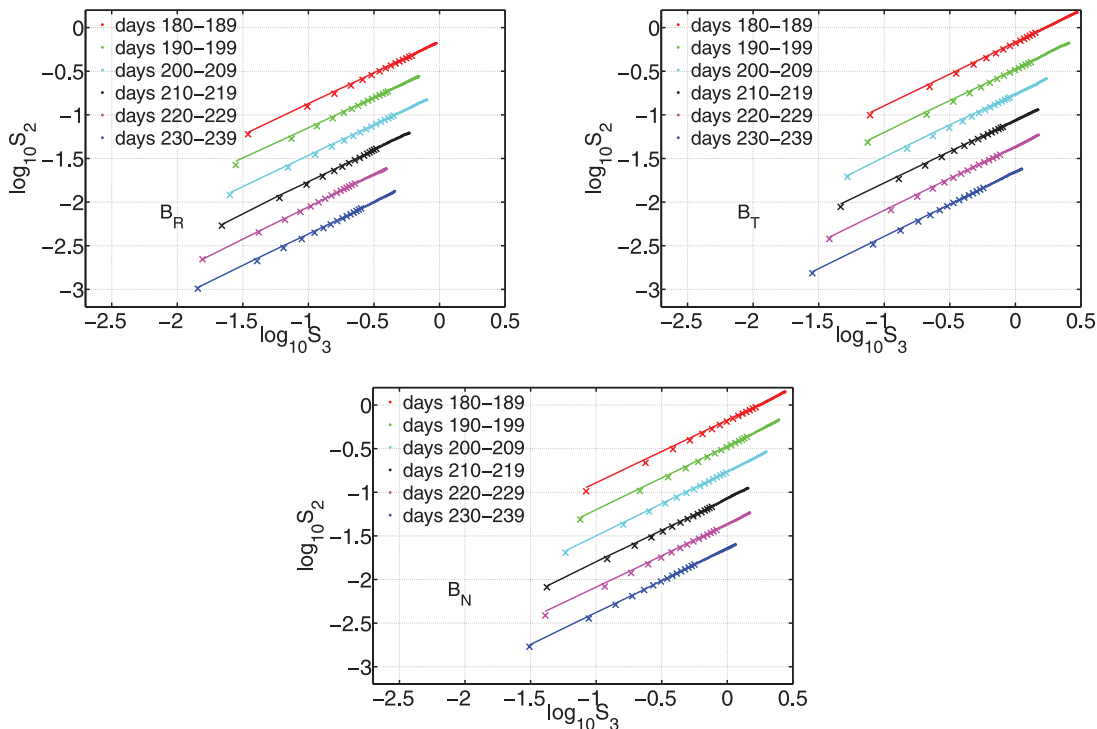 days 180−189
days 190−199
days 200−209
days 210−219
days 220−229
days 230−239
0
−0.5
−1
−1.5
−2
−2.5
−3
log10S2
BR
−2.5 −2 −1.5 −1 −0.5 0 0.5
log10S3
days 180−189
days 190−199
days 200−209
days 210−219
days 220−229
days 230−239
0
−0.5
−1
−1.5
−2
−2.5
−3
log10S2
BT
−2.5 −2 −1.5 −1 −0.5 0 0.5
log10S3
days 180−189
days 190−199
days 200−209
days 210−219
days 220−229
days 230−239
0
−0.5
−1
−1.5
−2
−2.5
−3
log10S2
BN
−2.5 −2 −1.5 −1 −0.5 0 0.5
log10S3